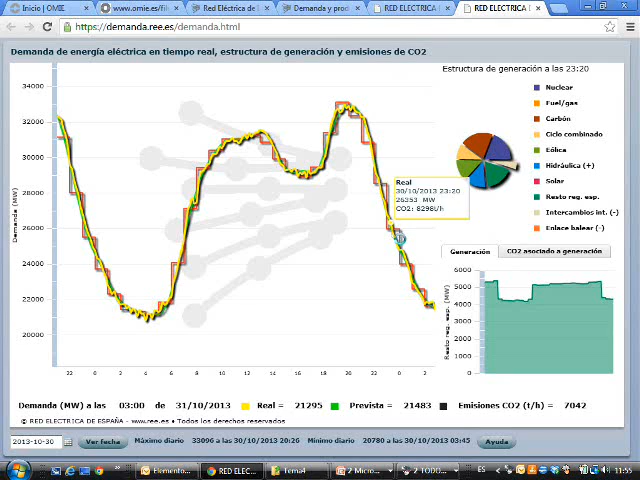 Inicio | OMIE
www.omie.es/file
Red Eléctrica de
Demanda y prod
RED ELECTRICA
RED ELECTRICA
https://demanda.ree.es/demanda.html
Demanda de energía eléctrica en tiempo real, estructura de generación y emisiones de CO2
Estructura de generación a las 23:20
34000
32000
30000
28000
26000
24000
22000
20000
Demanda (MW)
22 0 2 4 6 8 10 12 14 16 18 20 22 0 2
Real
30/10/2013 23:20
26353 MW
CO2: 8298t/h
Nuclear
Fuel/gas
Carbón
Ciclo combinado
Eólica
Hidráulica (+)
Solar
Resto reg. esp.
Intercambios int. (-)
Enlace balear (-)
Generación
CO2 asociado a generación
6000
5000
4000
3000
2000
1000
0
Resto reg. esp. (MW)
Demanda (MW) a las 03:00 de 31/10/2013 Real = 21295 Prevista = 21483 Emisiones CO2 (t/h) = 7042
© RED ELECTRICA DE ESPAÑA - www.ree.es • Todos los derechos reservados
2013-10-30 Ver fecha Máximo diario 33096 a las 30/10/2013 20:26 Mínimo diario 20780 a las 30/10/2013 03:45 Ayuda
Elemento...
RED ELEC...
Tema4
2 Micro...
2 TODO...
ES
11:55